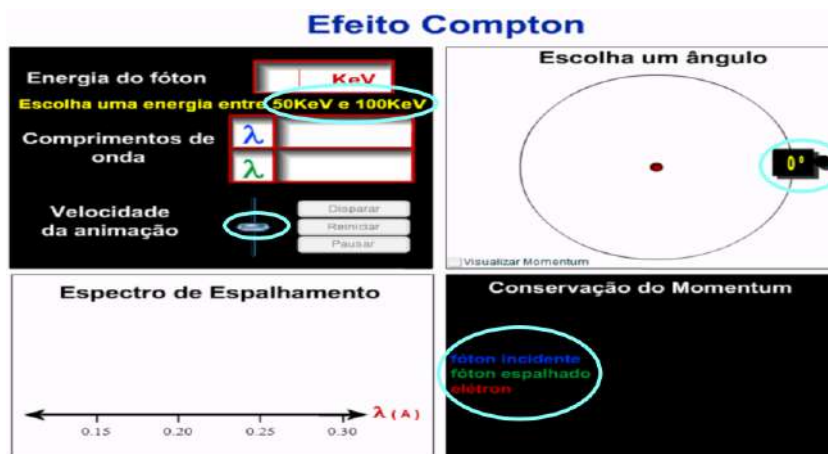 Efeito Compton
Energia do fóton
KeV
Escolha uma energia entre 50KeV e 100KeV
Comprimentos de
onda
λ
λ
Velocidade
da animação
Disparar
Reiniciar
Pausar
Escolha um ângulo
0°
Visualizar Momentum
Espectro de Espalhamento
λ (A)
0.15 0.20 0.25 0.30
Conservação do Momentum
fóton incidente
fóton espalhado
elétron